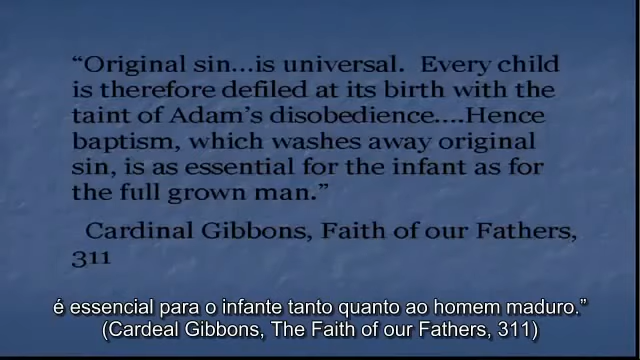 “Original sin...is universal. Every child
is therefore defiled at its birth with the
taint of Adam’s disobedience....Hence
baptism, which washes away original
sin, is as essential for the infant as for
the full grown man.”
Cardinal Gibbons, Faith of our Fathers,
311
é essencial para o infante tanto quanto ao homem maduro.”
(Cardeal Gibbons, The Faith of our Fathers, 311)